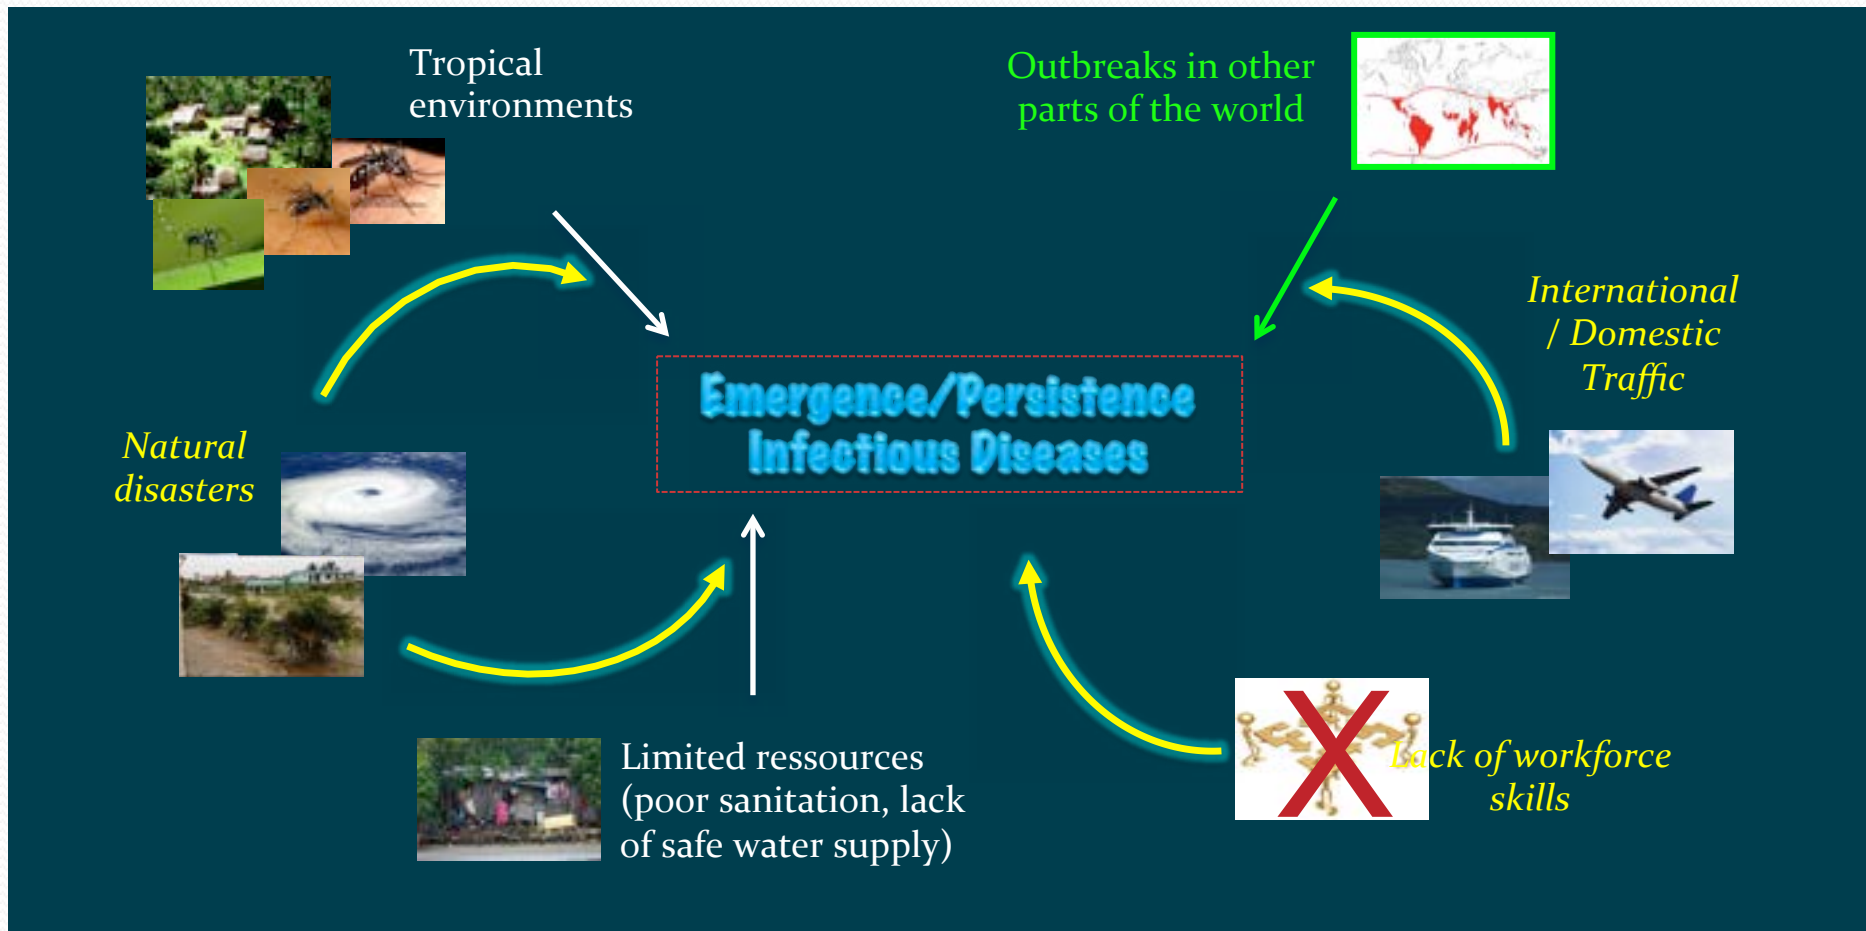 Tropical
environments
Outbreaks in other
parts of the world
International
/ Domestic
Traffic
Emergence/Persistence
Infectious Diseases
Natural
disasters
Limited ressources
(poor sanitation, lack
of safe water supply)
X
Lack of workforce
skills